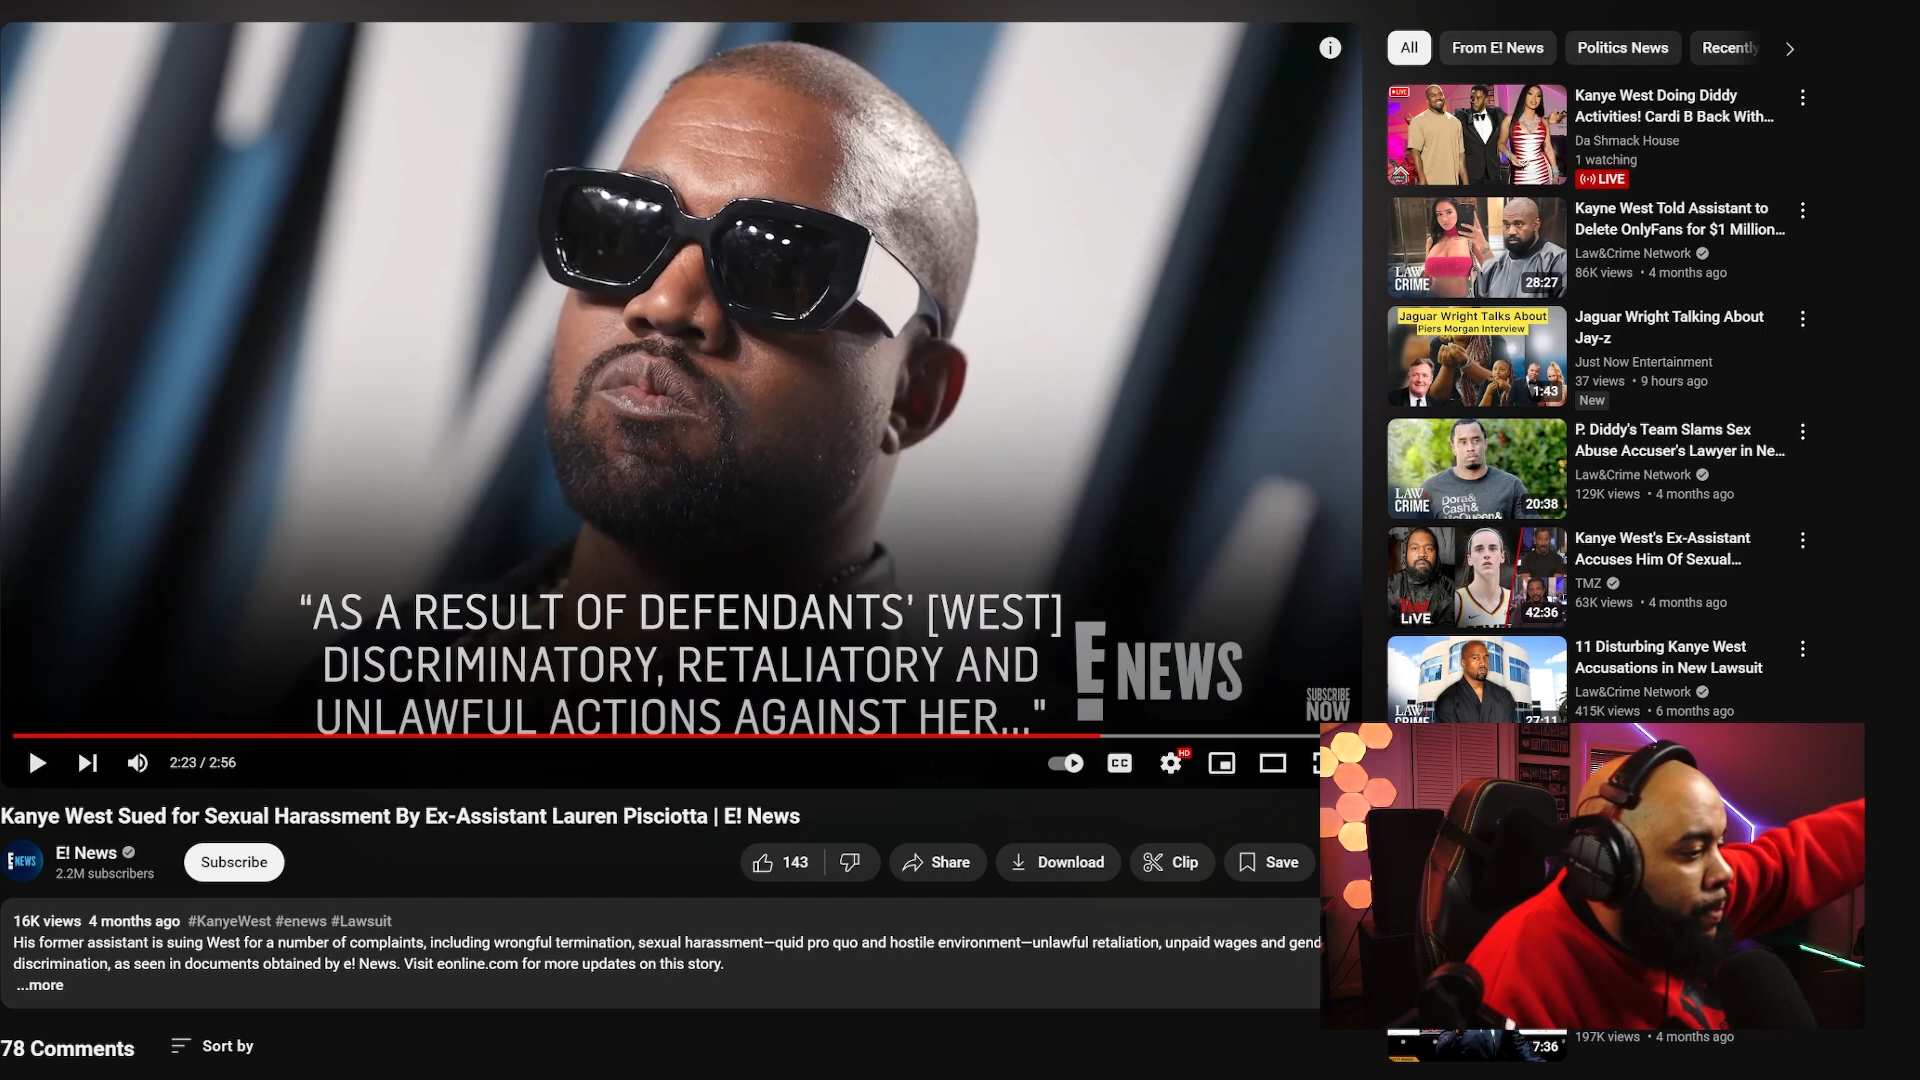 “AS A RESULT OF DEFENDANTS’ [WEST]
DISCRIMINATORY, RETALIATORY AND
UNLAWFUL ACTIONS AGAINST HER..."
E! NEWS
SUBSCRIBE
NOW
2:23 / 2:56
CC
HD
Kanye West Sued for Sexual Harassment By Ex-Assistant Lauren Pisciotta | E! News
E! NEWS
E! News
2.2M subscribers
Subscribe
143
Share
Download
Clip
Save
16K views 4 months ago #KanyeWest #enews #Lawsuit
His former assistant is suing West for a number of complaints, including wrongful termination, sexual harassment—quid pro quo and hostile environment—unlawful retaliation, unpaid wages and gend
discrimination, as seen in documents obtained by e! News. Visit eonline.com for more updates on this story.
...more
78 Comments
Sort by
All
From E! News
Politics News
Recently
LIVE
Kanye West Doing Diddy
Activities! Cardi B Back With...
Da Shmack House
1 watching
LIVE
LAW&
CRIME
28:27
Kayne West Told Assistant to
Delete OnlyFans for $1 Million...
Law&Crime Network
86K views • 4 months ago
Jaguar Wright Talks About
Piers Morgan Interview
1:43
Jaguar Wright Talking About
Jay-z
Just Now Entertainment
37 views • 9 hours ago
New
LAW&
CRIME
Dora&
Cash&
McQueen&
20:38
P. Diddy's Team Slams Sex
Abuse Accuser's Lawyer in Ne...
Law&Crime Network
129K views • 4 months ago
TMZ
LIVE
42:36
Kanye West's Ex-Assistant
Accuses Him Of Sexual...
TMZ
63K views • 4 months ago
LAW&
CRIME
27:11
11 Disturbing Kanye West
Accusations in New Lawsuit
Law&Crime Network
415K views • 6 months ago
7:36
197K views • 4 months ago